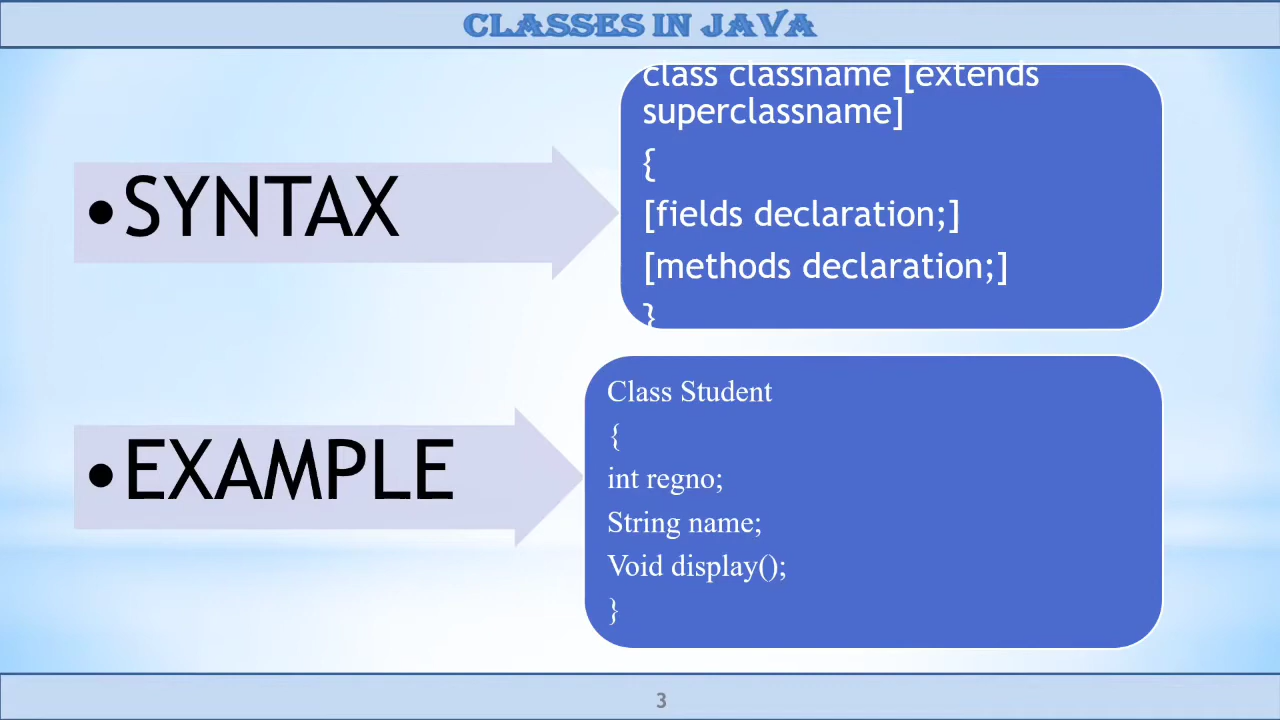 CLASSES IN JAVA
•SYNTAX
class classname [extends
superclassname]
{
[fields declaration;]
[methods declaration;]
}
•EXAMPLE
Class Student
{
int regno;
String name;
Void display();
}
3